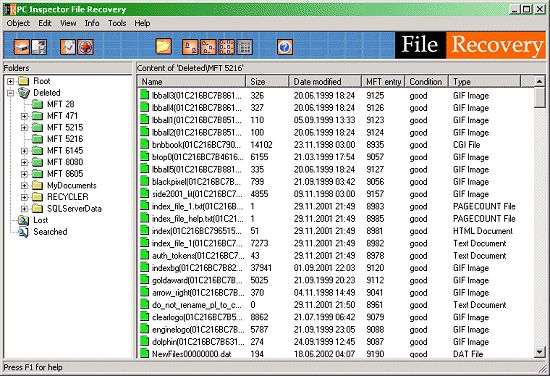 PC Inspector File Recovery
Object Edit View Info Tools Help
File Recovery
Folders
Root
Deleted
MFT 28
MFT 471
MFT 5215
MFT 5216
MFT 6145
MFT 8080
MFT 8605
MyDocuments
RECYCLER
SQLServerData
Lost
Searched
Content of 'Deleted\MFT 5216'
Name Size Date modified MFT entry Condition Type
lbball3(01C216BC7B861... 326 20.06.1999 18:24 9125 good GIF Image
lbball4(01C216BC7B861... 327 20.06.1999 18:24 9126 good GIF Image
lbball1(01C216BC7B851... 110 05.09.1999 13:33 9123 good GIF Image
lbball2(01C216BC7B851... 100 20.06.1999 18:24 9124 good GIF Image
bnbbook(01C216BC790... 14102 23.11.1998 03:00 8935 good CGI File
btop0(01C216BC7B4616... 6155 21.03.1999 17:54 9057 good GIF Image
lbball5(01C216BC7B881... 335 20.06.1999 18:24 9127 good GIF Image
blackpixel(01C216BC7B... 799 21.09.1999 03:42 9056 good GIF Image
side2001_lil(01C216BC7... 4855 09.11.1998 03:00 9157 good GIF Image
index_file_1.txt(01C216... 1 29.11.2001 21:49 8983 good PAGECOUNT File
index_file_help.txt(01C... 1 29.11.2001 21:49 8985 good PAGECOUNT File
index(01C216BC796515... 51 29.11.2001 21:49 8981 good HTML Document
index_file_1(01C216BC7... 7273 29.11.2001 21:49 8982 good Text Document
auth_tokens(01C216BC7... 43 29.11.2001 21:49 8978 good Text Document
indexbg(01C216BC7B82... 37941 01.09.2001 22:03 9120 good GIF Image
goldaward(01C216BC7B... 5025 21.09.1999 20:23 9112 good GIF Image
arrow_right(01C216BC7... 370 04.11.1998 14:49 9041 good GIF Image
do_not_rename_pl_to_c... 0 29.11.2001 21:50 8961 good Text Document
clearlogo(01C216BC7B5... 8862 21.07.1999 06:42 9079 good GIF Image
enginelogo(01C216BC7B... 5787 21.09.1999 23:05 9088 good GIF Image
dolphin(01C216BC7B631... 274 24.09.1999 12:45 9087 good GIF Image
NewFiles00000000.dat 194 18.06.2002 04:07 9190 good DAT File
Press F1 for help